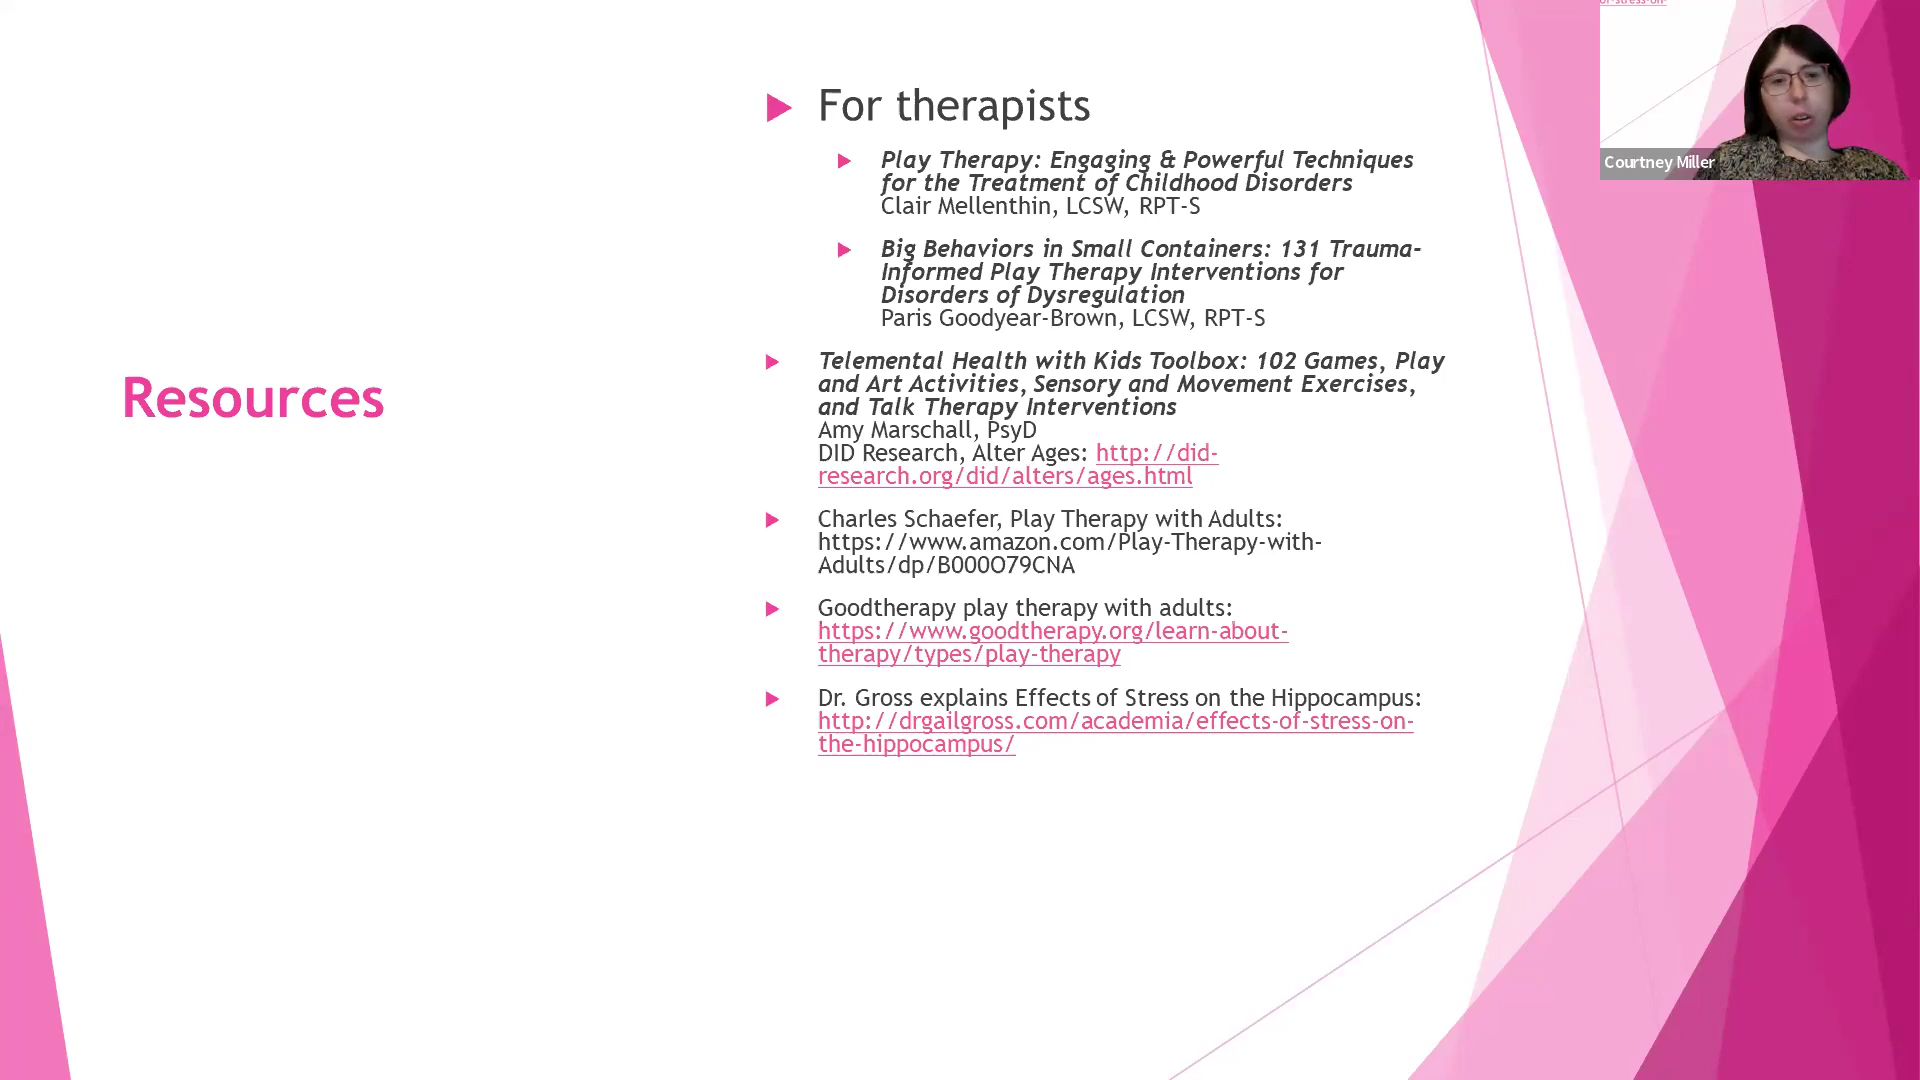 Resources
For therapists
Play Therapy: Engaging & Powerful Techniques
for the Treatment of Childhood Disorders
Clair Mellenthin, LCSW, RPT-S
Big Behaviors in Small Containers: 131 Trauma-
Informed Play Therapy Interventions for
Disorders of Dysregulation
Paris Goodyear-Brown, LCSW, RPT-S
Telemental Health with Kids Toolbox: 102 Games, Play
and Art Activities, Sensory and Movement Exercises,
and Talk Therapy Interventions
Amy Marschall, PsyD
DID Research, Alter Ages: http://did-
research.org/did/alters/ages.html
Charles Schaefer, Play Therapy with Adults:
https://www.amazon.com/Play-Therapy-with-
Adults/dp/B000O79CNA
Goodtherapy play therapy with adults:
https://www.goodtherapy.org/learn-about-
therapy/types/play-therapy
Dr. Gross explains Effects of Stress on the Hippocampus:
http://drgailgross.com/academia/effects-of-stress-on-
the-hippocampus/
of-stress-on-
Courtney Miller